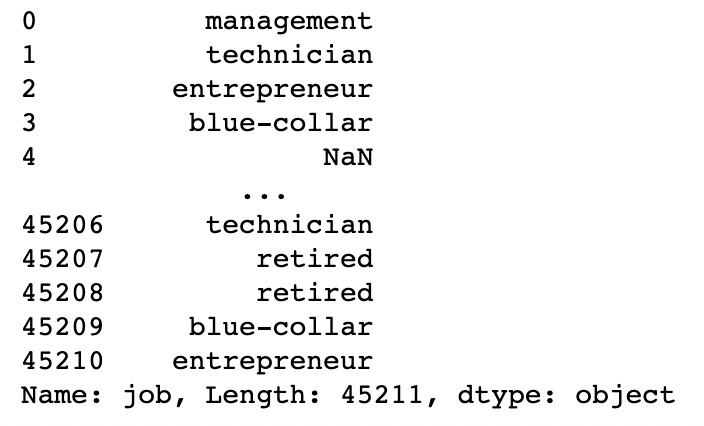 0 management
1 technician
2 entrepreneur
3 blue-collar
4 NaN
...
45206 technician
45207 retired
45208 retired
45209 blue-collar
45210 entrepreneur
Name: job, Length: 45211, dtype: object